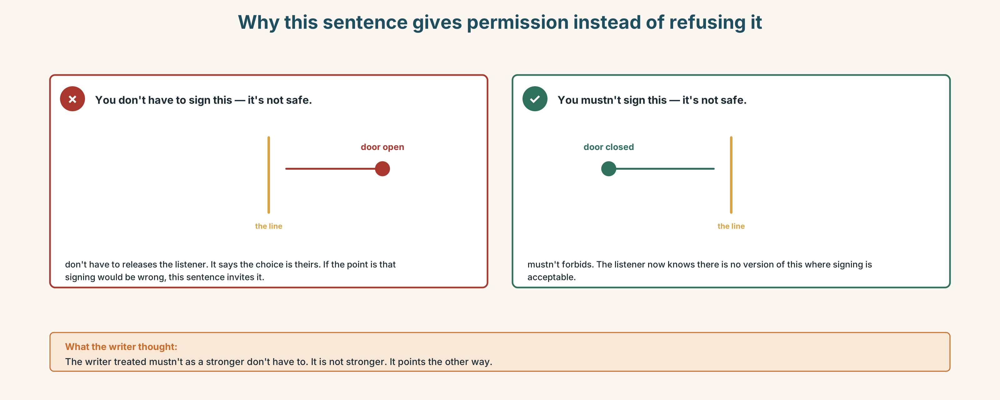 Why this sentence gives permission instead of refusing it
You don't have to sign this — it's not safe.
door open
the line
don't have to releases the listener. It says the choice is theirs. If the point is that
signing would be wrong, this sentence invites it.
You mustn't sign this — it's not safe.
door closed
the line
mustn't forbids. The listener now knows there is no version of this where signing is
acceptable.
What the writer thought:
The writer treated mustn't as a stronger don't have to. It is not stronger. It points the other way.